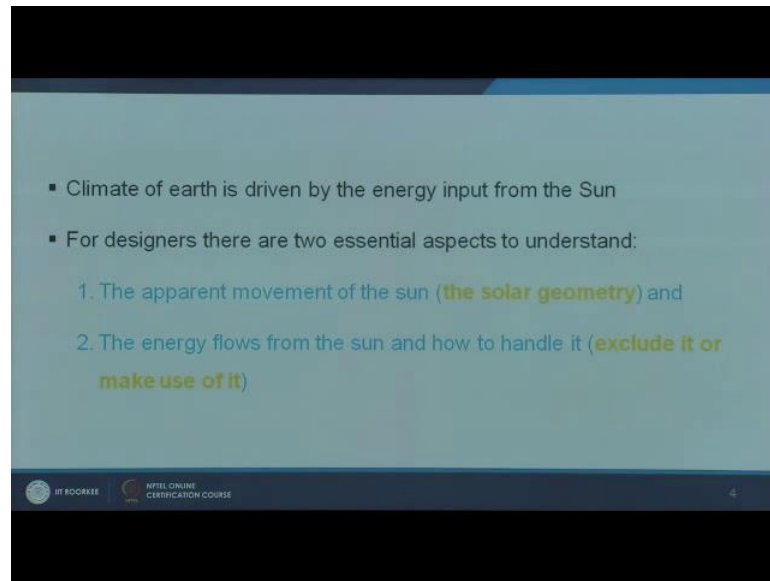 ▪ Climate of earth is driven by the energy input from the Sun
▪ For designers there are two essential aspects to understand:
1. The apparent movement of the sun (the solar geometry) and
2. The energy flows from the sun and how to handle it (exclude it or
make use of it)
IIT ROORKEE
NPTEL ONLINE
CERTIFICATION COURSE
4